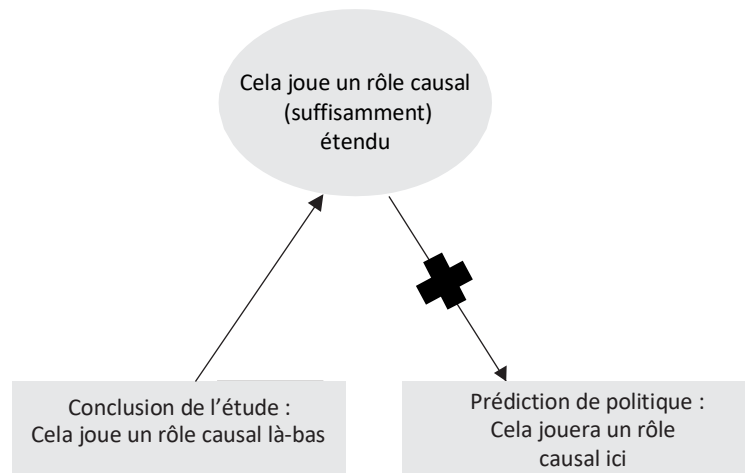 Cela joue un rôle causal
(suffisamment)
étendu
Conclusion de l’étude :
Cela joue un rôle causal là-bas
Prédiction de politique :
Cela jouera un rôle
causal ici